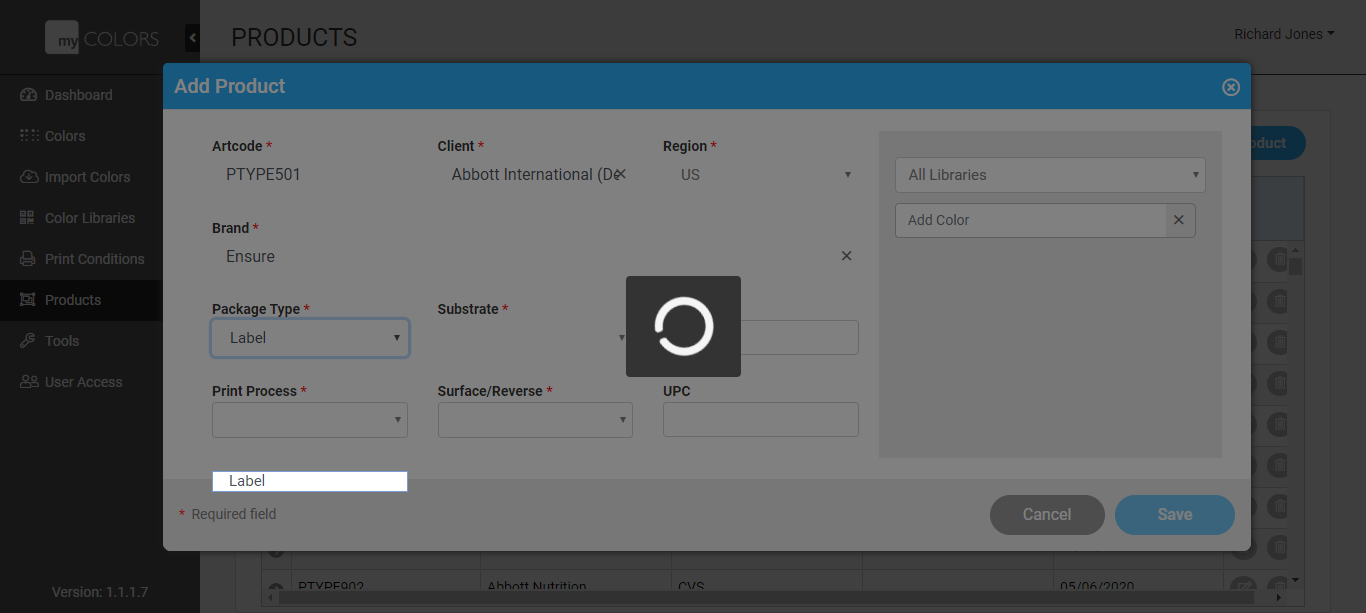 my COLORS
PRODUCTS
Richard Jones
Dashboard
Colors
Import Colors
Color Libraries
Print Conditions
Products
Tools
User Access
Version: 1.1.1.7
Add Product
Artcode *
PTYPE501
Client *
Abbott International (De
Region *
US
Brand *
Ensure
Package Type *
Label
Substrate *
Print Process *
Surface/Reverse *
UPC
Label
All Libraries
Add Color
* Required field
Cancel
Save
oduct
PTYPE902 Abbott Nutrition CVS 05/06/2020